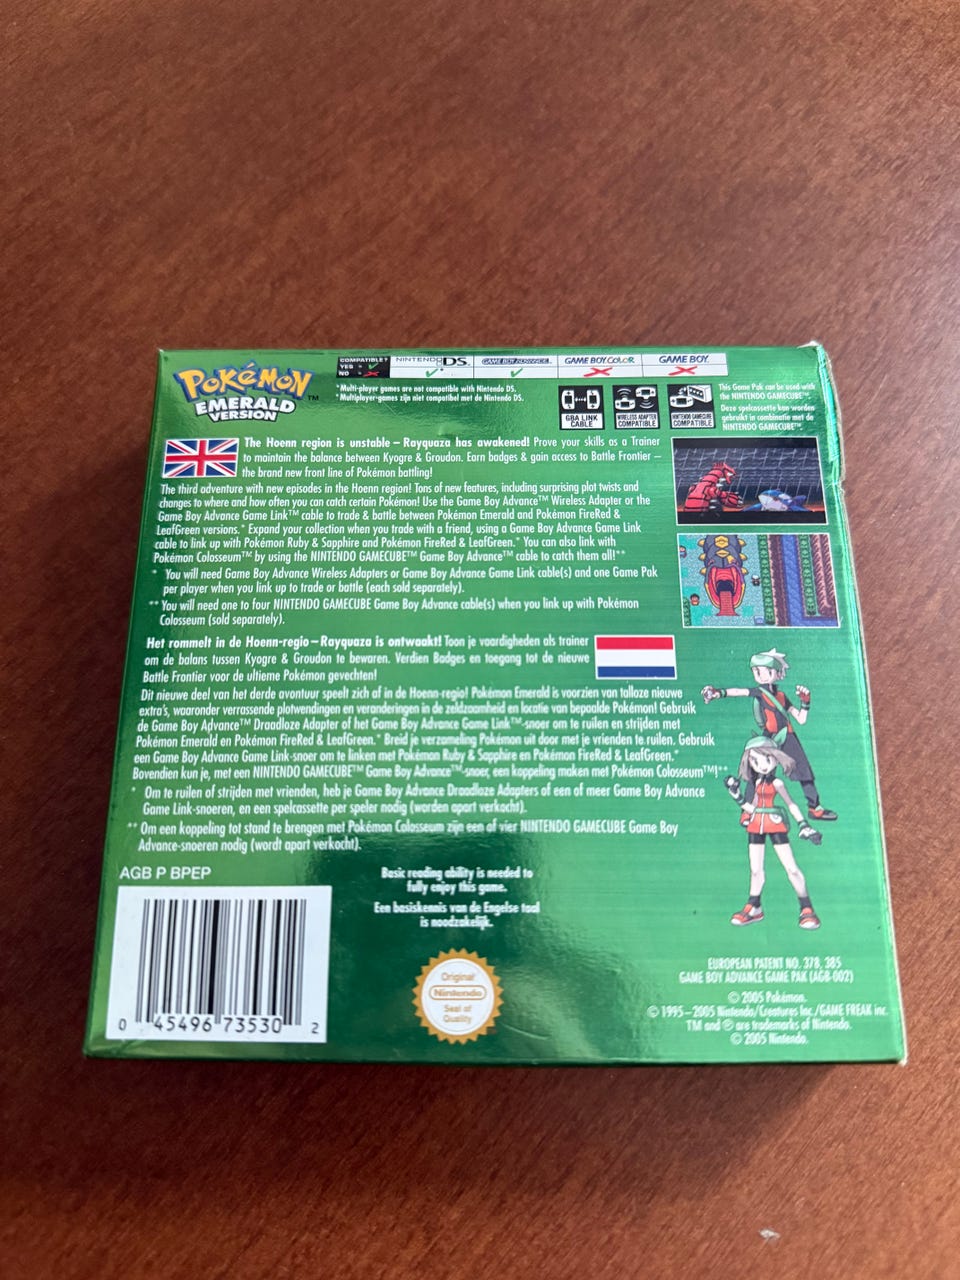 POKéMON™
EMERALD
VERSION
COMPATIBLE?
YES = ✓
NO = ✗
NINTENDO DS™
GAME BOY ADVANCE
GAME BOY COLOR
GAME BOY
*Multi-player games are not compatible with Nintendo DS.
*Multiplayer-games zijn niet compatibel met de Nintendo DS.
GBA LINK
CABLE
WIRELESS ADAPTER
COMPATIBLE
NINTENDO GAMECUBE
COMPATIBLE
This Game Pak can be used with
the NINTENDO GAMECUBE™.
Deze spelcassette kan worden
gebruikt in combinatie met de
NINTENDO GAMECUBE™.
The Hoenn region is unstable – Rayquaza has awakened! Prove your skills as a Trainer
to maintain the balance between Kyogre & Groudon. Earn badges & gain access to Battle Frontier –
the brand new front line of Pokémon battling!
The third adventure with new episodes in the Hoenn region! Tons of new features, including surprising plot twists and
changes to where and how often you can catch certain Pokémon! Use the Game Boy Advance™ Wireless Adapter or the
Game Boy Advance Game Link™ cable to trade & battle between Pokémon Emerald and Pokémon FireRed &
LeafGreen versions.* Expand your collection when you trade with a friend, using a Game Boy Advance Game Link
cable to link up with Pokémon Ruby & Sapphire and Pokémon FireRed & LeafGreen.* You can also link with
Pokémon Colosseum™ by using the NINTENDO GAMECUBE™ Game Boy Advance™ cable to catch them all!**
* You will need Game Boy Advance Wireless Adapters or Game Boy Advance Game Link cable(s) and one Game Pak
per player when you link up to trade or battle (each sold separately).
** You will need one to four NINTENDO GAMECUBE Game Boy Advance cable(s) when you link up with Pokémon
Colosseum (sold separately).
Het rommelt in de Hoenn-regio – Rayquaza is ontwaakt! Toon je vaardigheden als trainer
om de balans tussen Kyogre & Groudon te bewaren. Verdien Badges en toegang tot de nieuwe
Battle Frontier voor de ultieme Pokémon gevechten!
Dit nieuwe deel van het derde avontuur speelt zich af in de Hoenn-regio! Pokémon Emerald is voorzien van talloze nieuwe
extra's, waaronder verrassende plotwendingen en veranderingen in de zeldzaamheid en locatie van bepaalde Pokémon! Gebruik
de Game Boy Advance™ Draadloze Adapter of het Game Boy Advance Game Link™-snoer om te ruilen en strijden met
Pokémon Emerald en Pokémon FireRed & LeafGreen.* Breid je verzameling Pokémon uit door met je vrienden te ruilen. Gebruik
een Game Boy Advance Game Link-snoer om te linken met Pokémon Ruby & Sapphire en Pokémon FireRed & LeafGreen.*
Bovendien kun je, met een NINTENDO GAMECUBE™ Game Boy Advance™-snoer, een koppeling maken met Pokémon Colosseum™!**
* Om te ruilen of strijden met vrienden, heb je Game Boy Advance Draadloze Adapters of een of meer Game Boy Advance
Game Link-snoeren, en een spelcassette per speler nodig (worden apart verkocht).
** Om een koppeling tot stand te brengen met Pokémon Colosseum zijn een of vier NINTENDO GAMECUBE Game Boy
Advance-snoeren nodig (wordt apart verkocht).
AGB P BPEP
Basic reading ability is needed to
fully enjoy this game.
Een basiskennis van de Engelse taal
is noodzakelijk.
0 45496 73530 2
Original
Nintendo
Seal of
Quality
EUROPEAN PATENT NO. 378, 385
GAME BOY ADVANCE GAME PAK (AGB-002)
© 2005 Pokémon.
© 1995–2005 Nintendo/Creatures Inc./GAME FREAK inc.
TM and ® are trademarks of Nintendo.
© 2005 Nintendo.